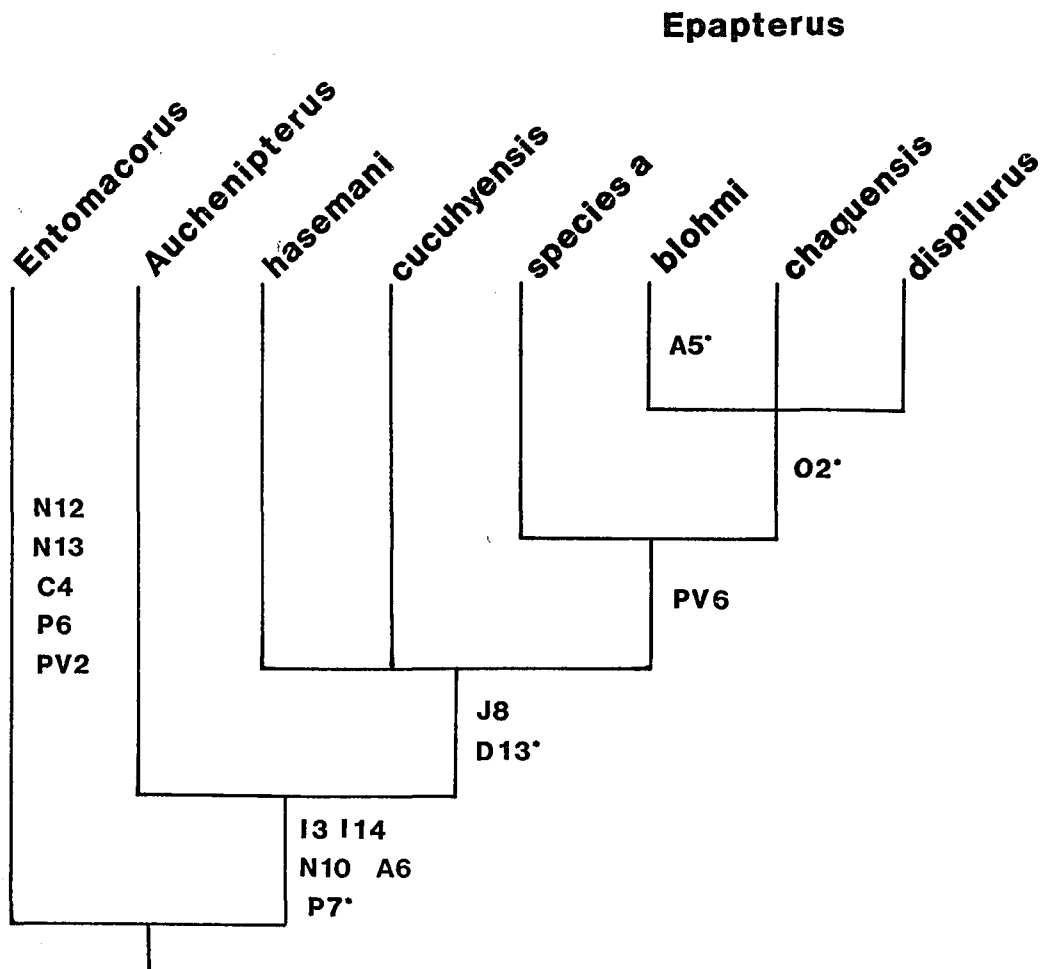 Epapterus
Entomacorus
Auchenipterus
hasemani
cucuhyensis
species a
blohmi
chaquensis
dispilurus
A5*
O2*
N12
N13
C4
P6
PV2
PV6
J8
D13*
I3 I14
N10 A6
P7*